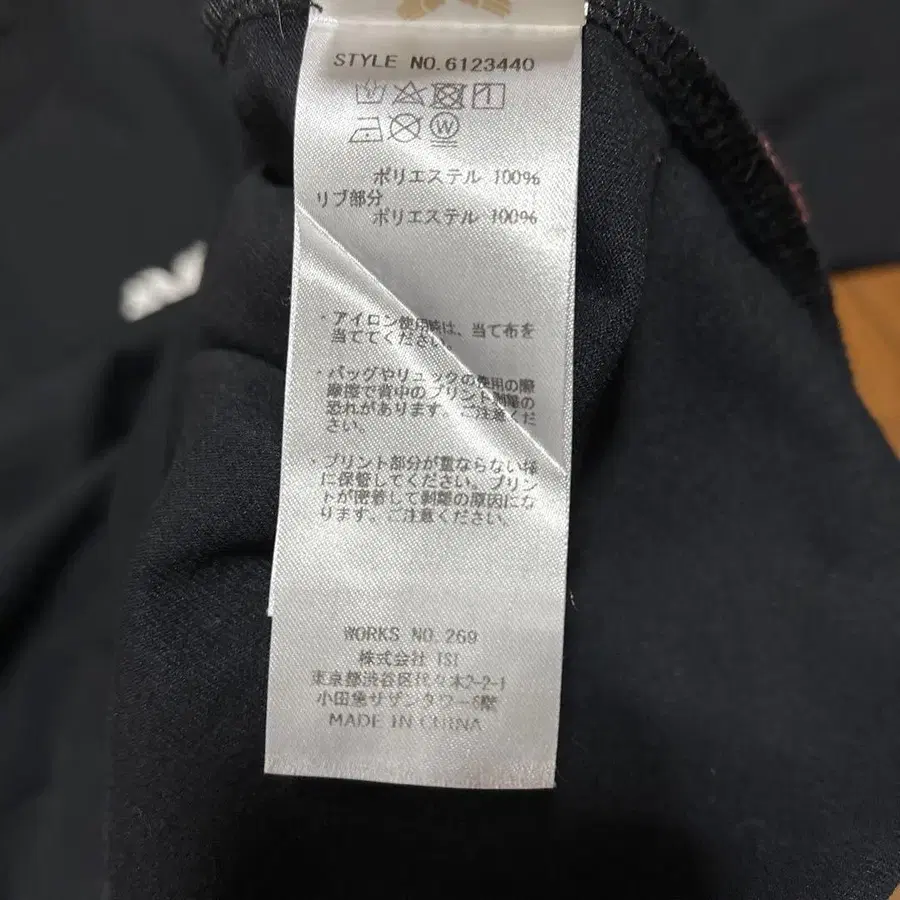 STYLE NO.6123440
W
ポリエステル 100%
リブ部分
ポリエステル 100%
・アイロン使用時は、当て布を
当ててください。
・バッグやリュックの使用の際
摩擦で背中のプリント剥離の
恐れがあります。ご注意くだ
さい。
・プリント部分が重ならない様
に保管してください。プリン
トが密着して剥離の原因にな
ります。ご注意ください。
WORKS NO.269
株式会社 ISI
東京都渋谷区代々木2-2-1
小田急サザンタワー6階
MADE IN CHINA